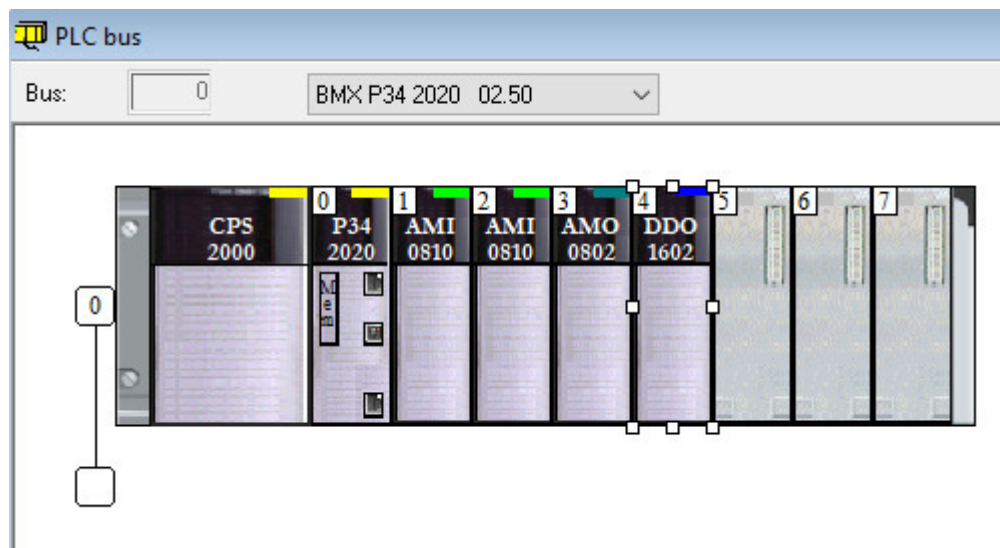 PLC bus
Bus: 0 BMX P34 2020 02.50
0 1 2 3 4 5 6 7
CPS P34 AMI AMI AMO DDO
2000 2020 0810 0810 0802 1602
Mem
0